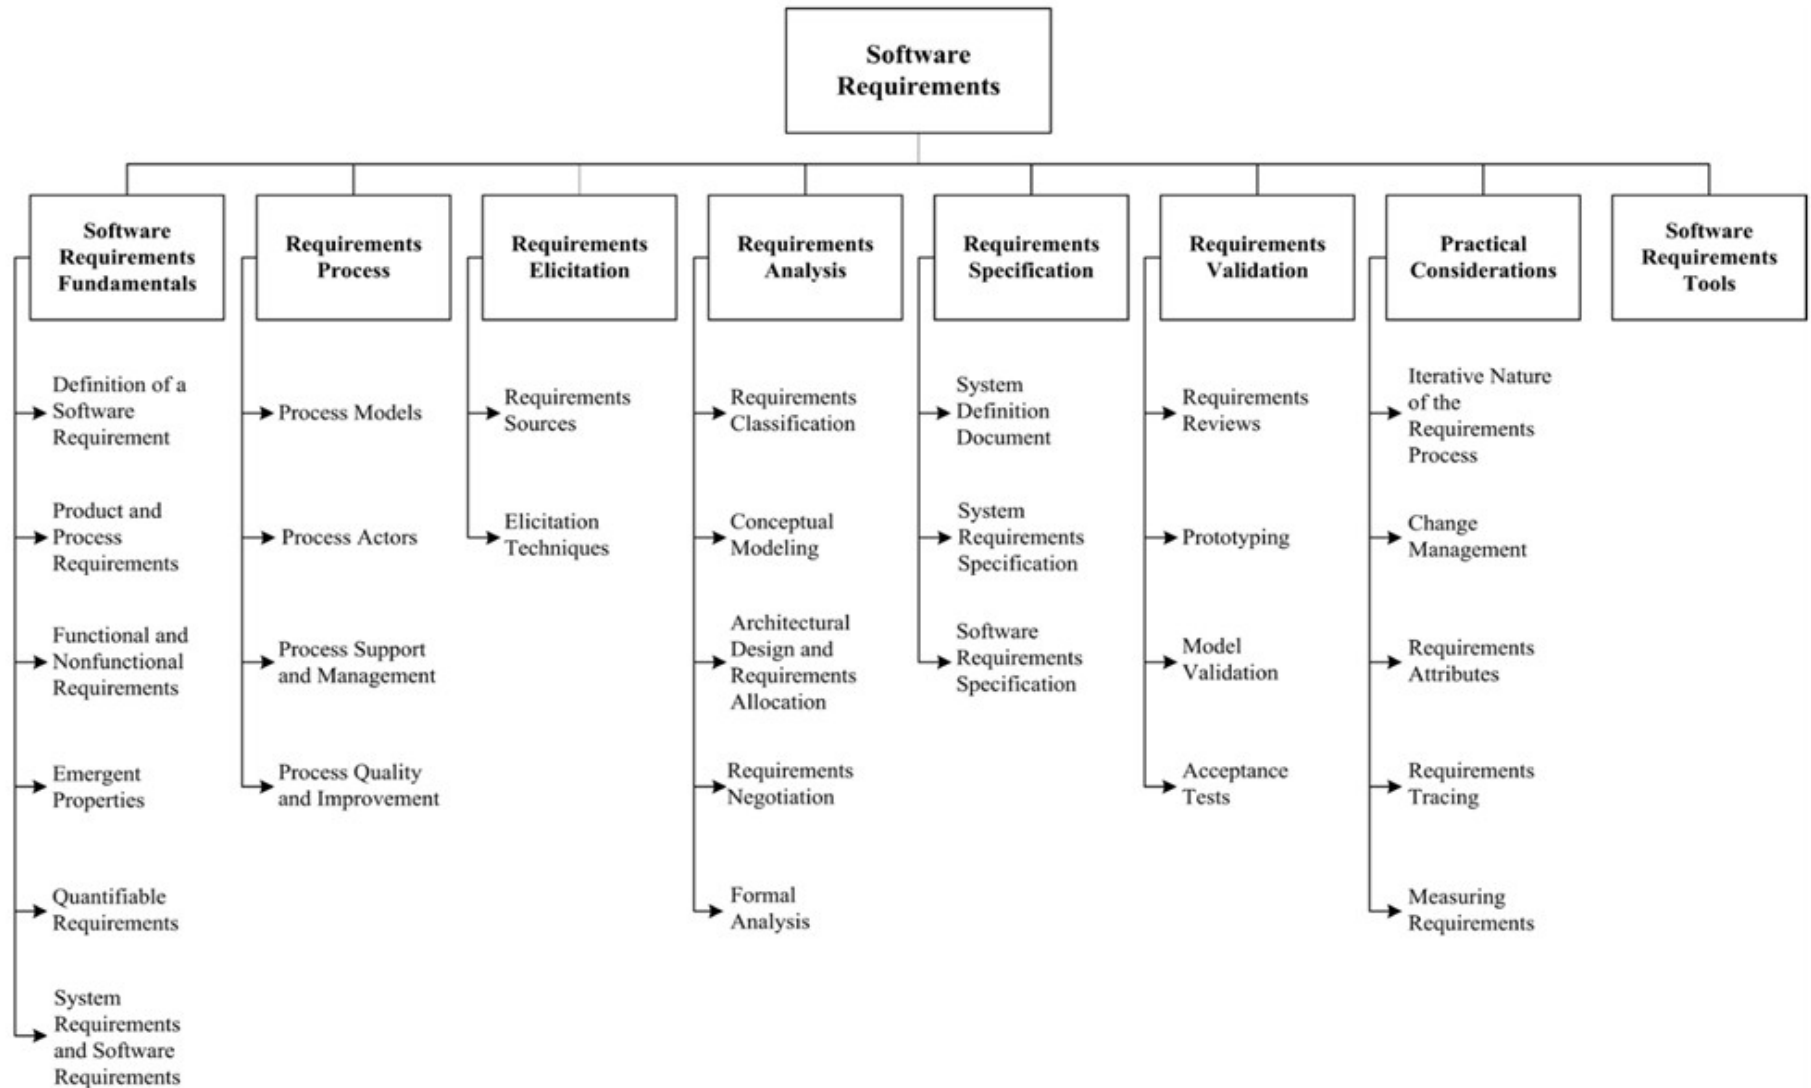 Software
Requirements
Software
Requirements
Fundamentals
Definition of a
Software
Requirement
Product and
Process
Requirements
Functional and
Nonfunctional
Requirements
Emergent
Properties
Quantifiable
Requirements
System
Requirements
and Software
Requirements
Requirements
Process
Process Models
Process Actors
Process Support
and Management
Process Quality
and Improvement
Requirements
Elicitation
Requirements
Sources
Elicitation
Techniques
Requirements
Analysis
Requirements
Classification
Conceptual
Modeling
Architectural
Design and
Requirements
Allocation
Requirements
Negotiation
Formal
Analysis
Requirements
Specification
System
Definition
Document
System
Requirements
Specification
Software
Requirements
Specification
Requirements
Validation
Requirements
Reviews
Prototyping
Model
Validation
Acceptance
Tests
Practical
Considerations
Iterative Nature
of the
Requirements
Process
Change
Management
Requirements
Attributes
Requirements
Tracing
Measuring
Requirements
Software
Requirements
Tools